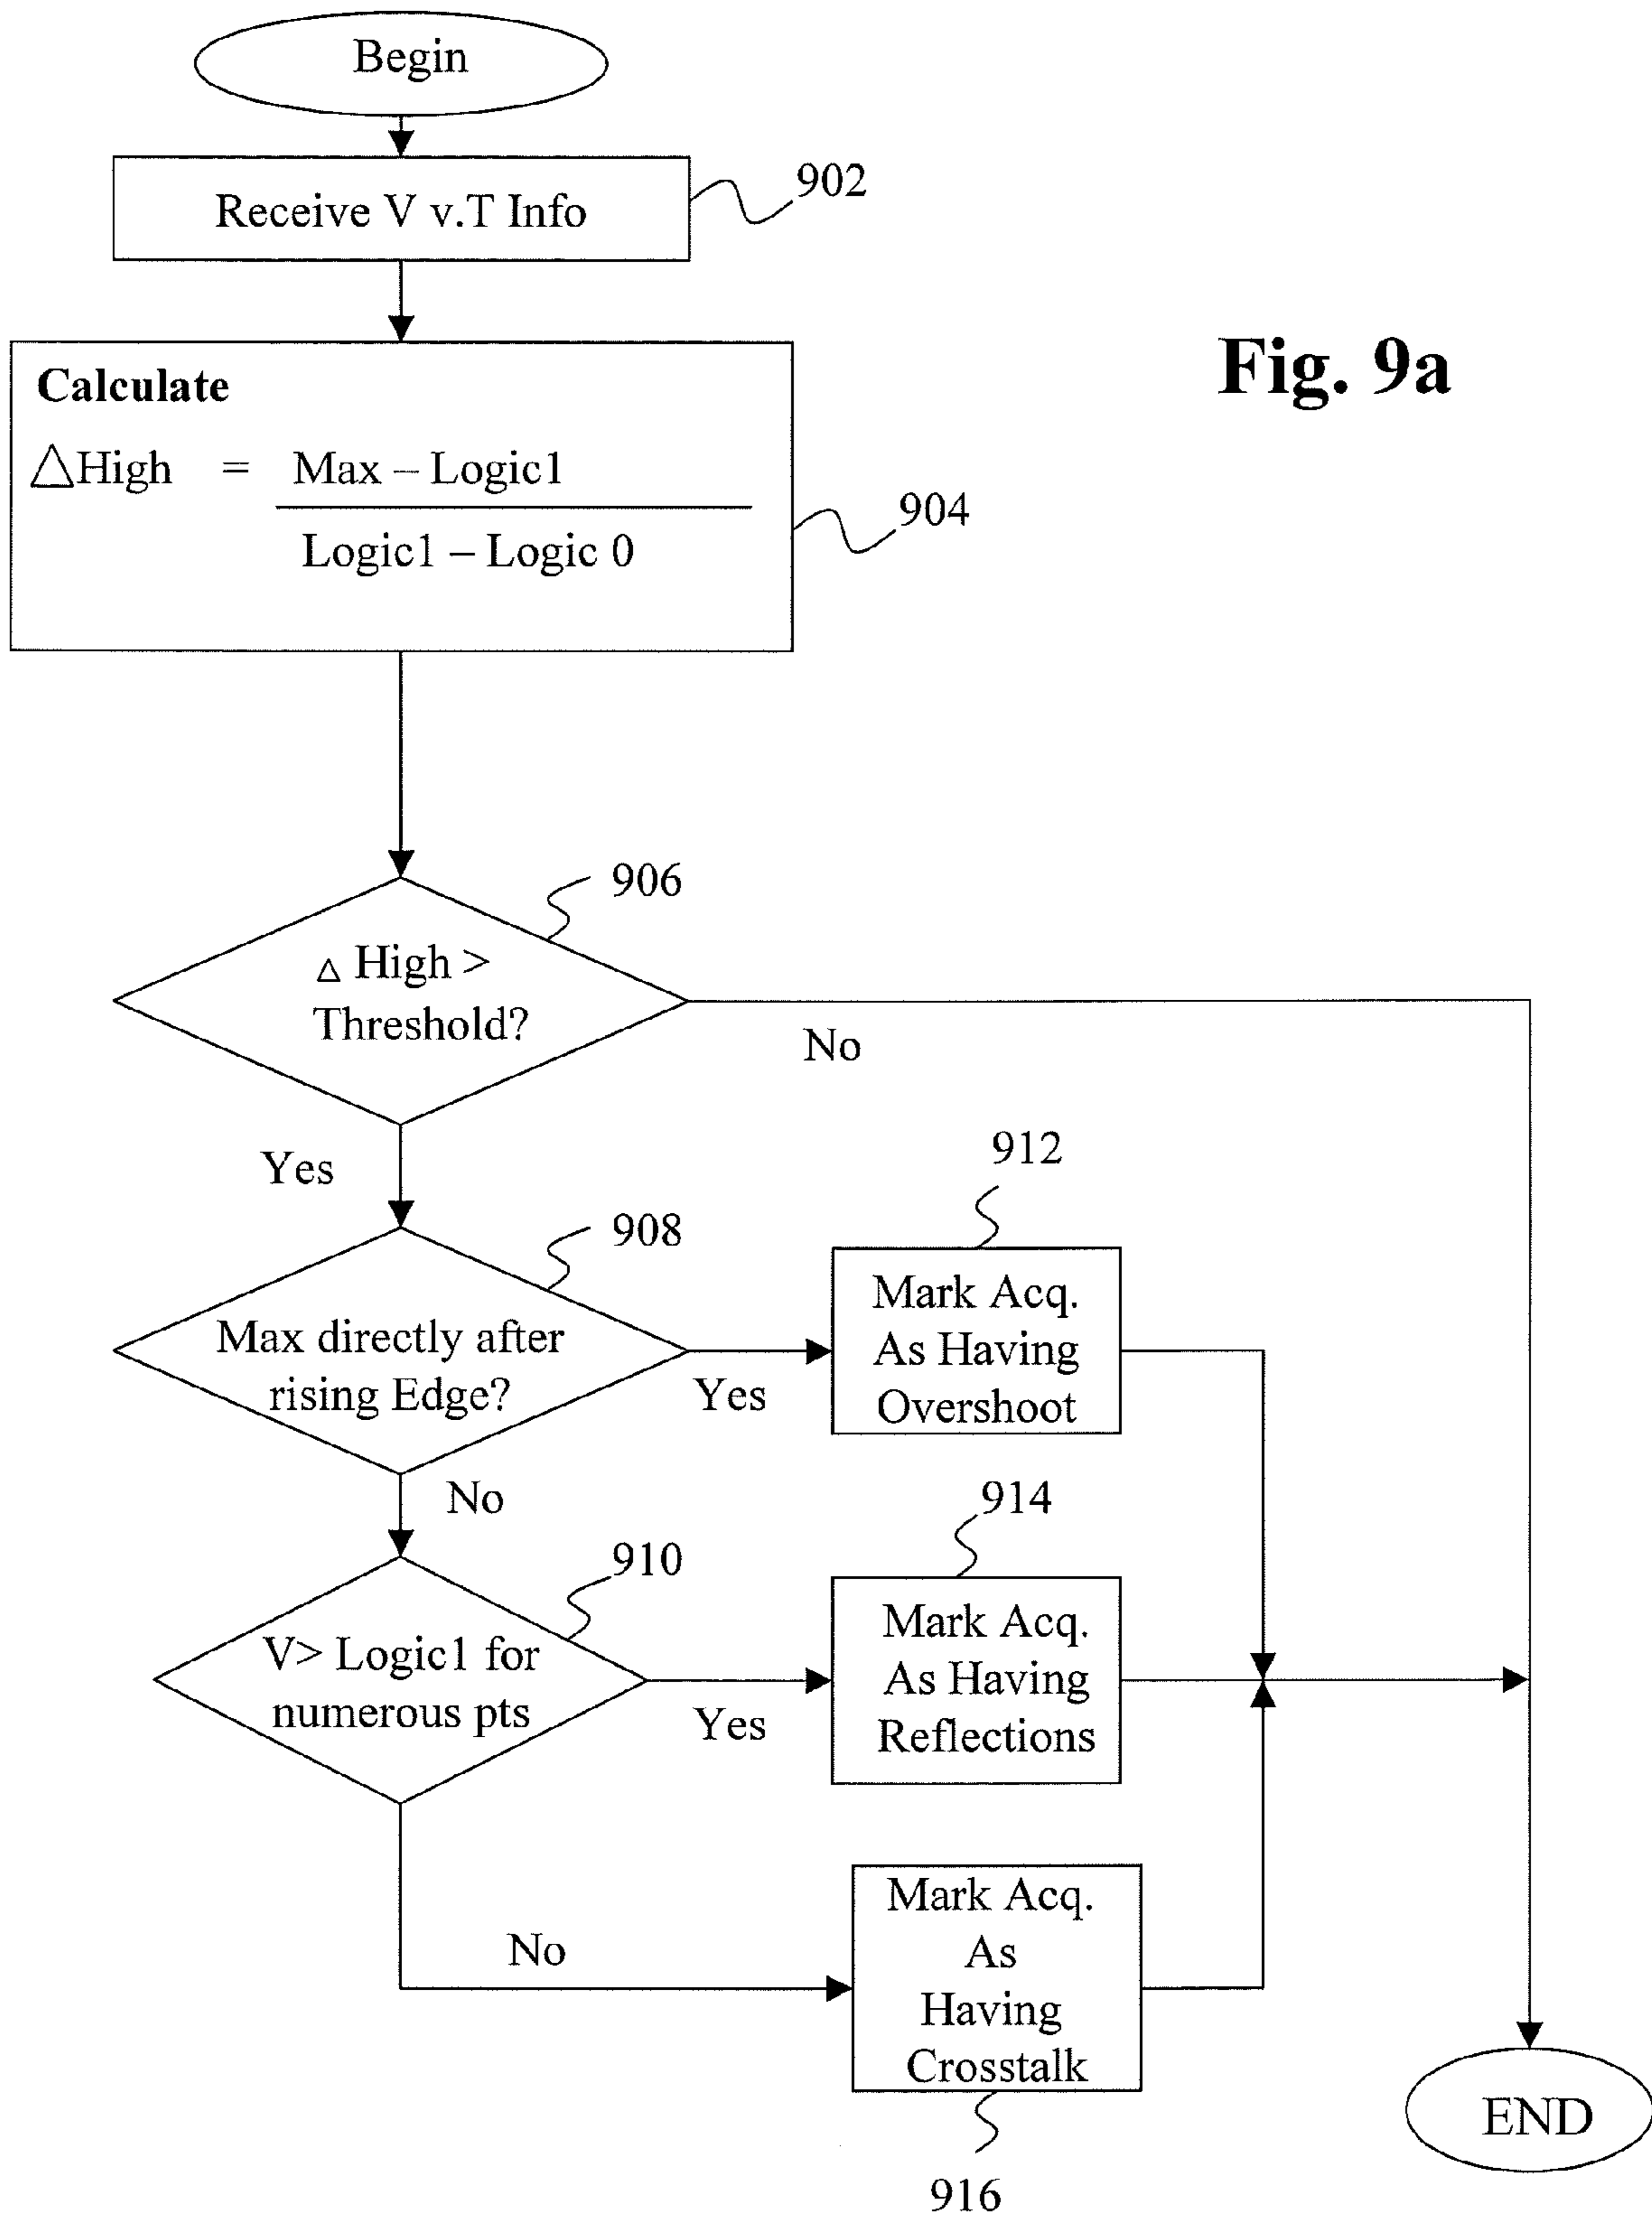 Begin
Receive V v.T Info
902
Fig. 9a
Calculate
△High = Max – Logic1
Logic1 – Logic 0
904
906
△ High >
Threshold?
No
Yes
908
Max directly after
rising Edge?
Yes
912
Mark Acq.
As Having
Overshoot
No
910
V> Logic1 for
numerous pts
Yes
914
Mark Acq.
As Having
Reflections
No
Mark Acq.
As
Having
Crosstalk
916
END